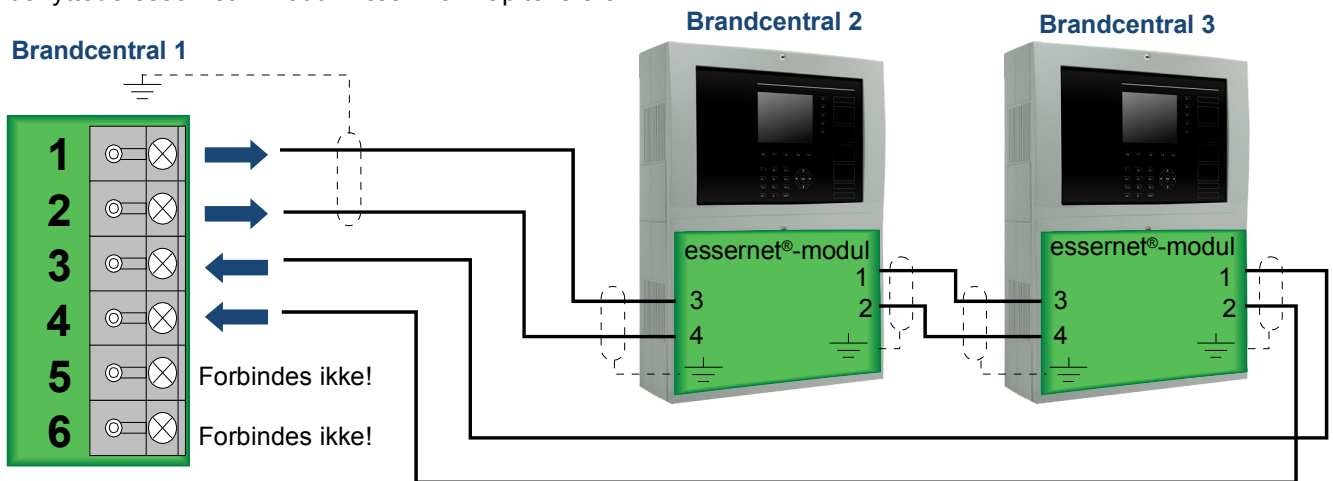 Brandcentral 2
Brandcentral 3
Brandcentral 1
1
2
3
4
5 Forbindes ikke!
6 Forbindes ikke!
essernet®-modul
1
2
3
4
essernet®-modul
1
2
3
4